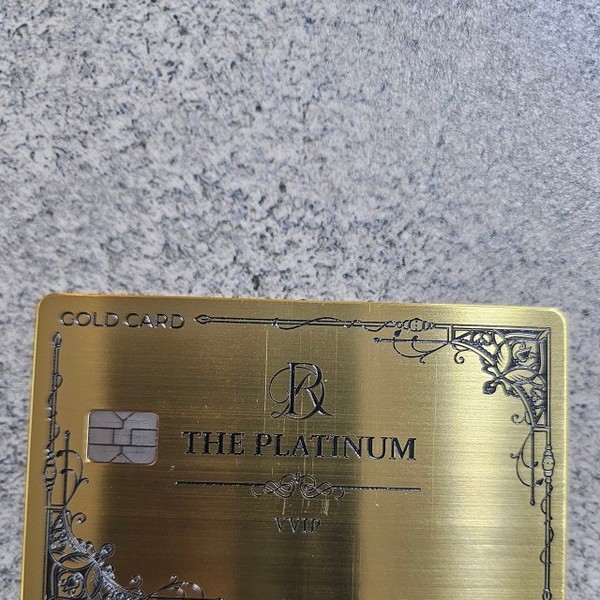 GOLD CARD
R
THE PLATINUM
VVIP